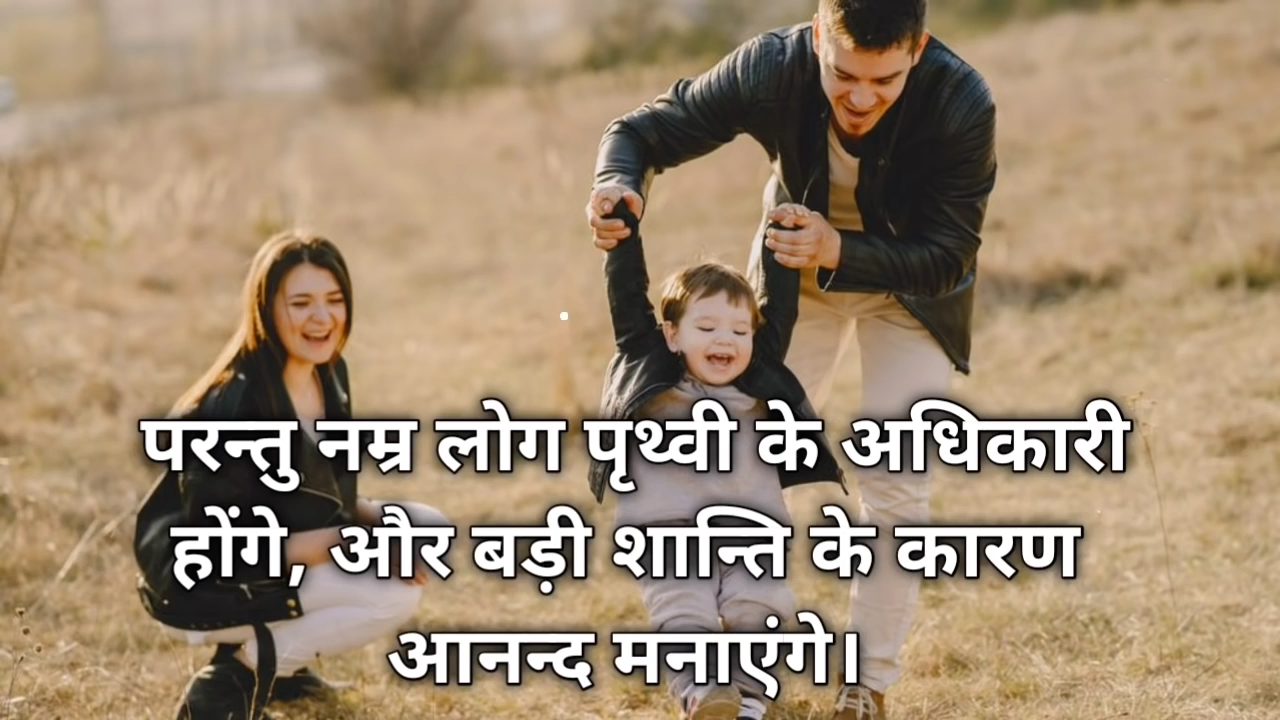 परन्तु नम्र लोग पृथ्वी के अधिकारी
होंगे, और बड़ी शान्ति के कारण
आनन्द मनाएंगे।